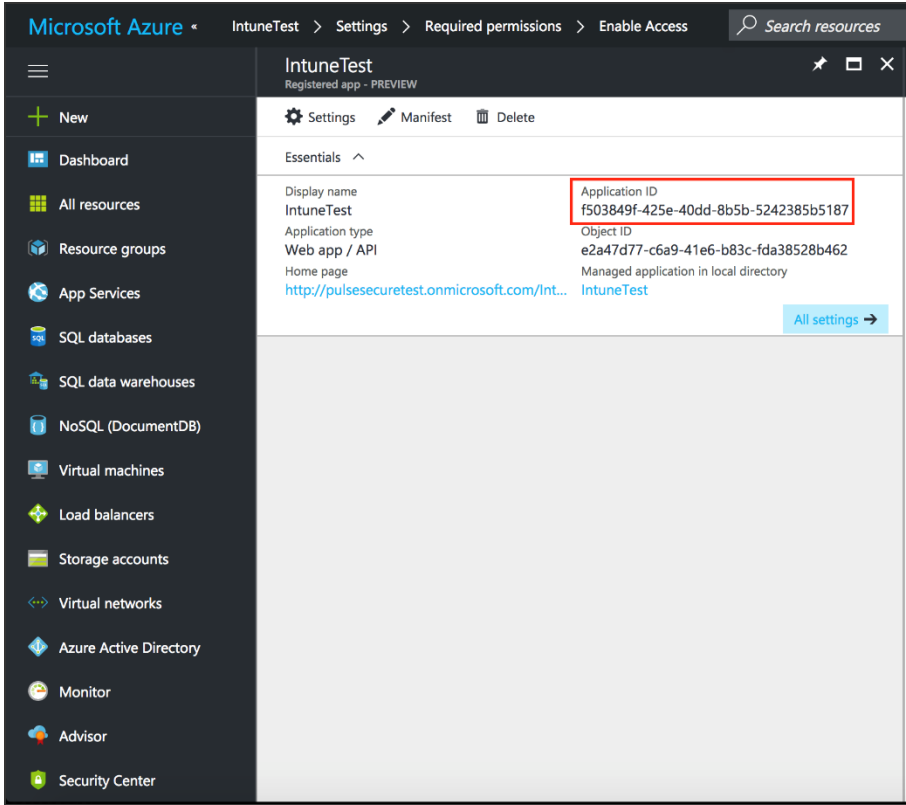 Microsoft Azure « IntuneTest > Settings > Required permissions > Enable Access Search resources
IntuneTest
Registered app - PREVIEW
New
Settings Manifest Delete
Dashboard
Essentials
All resources
Display name Application ID
IntuneTest f503849f-425e-40dd-8b5b-5242385b5187
Application type Object ID
Web app / API e2a47d77-c6a9-41e6-b83c-fda38528b462
Resource groups
Home page Managed application in local directory
http://pulsesecuretest.onmicrosoft.com/Int... IntuneTest
App Services
All settings →
SQL databases
SQL data warehouses
NoSQL (DocumentDB)
Virtual machines
Load balancers
Storage accounts
Virtual networks
Azure Active Directory
Monitor
Advisor
Security Center